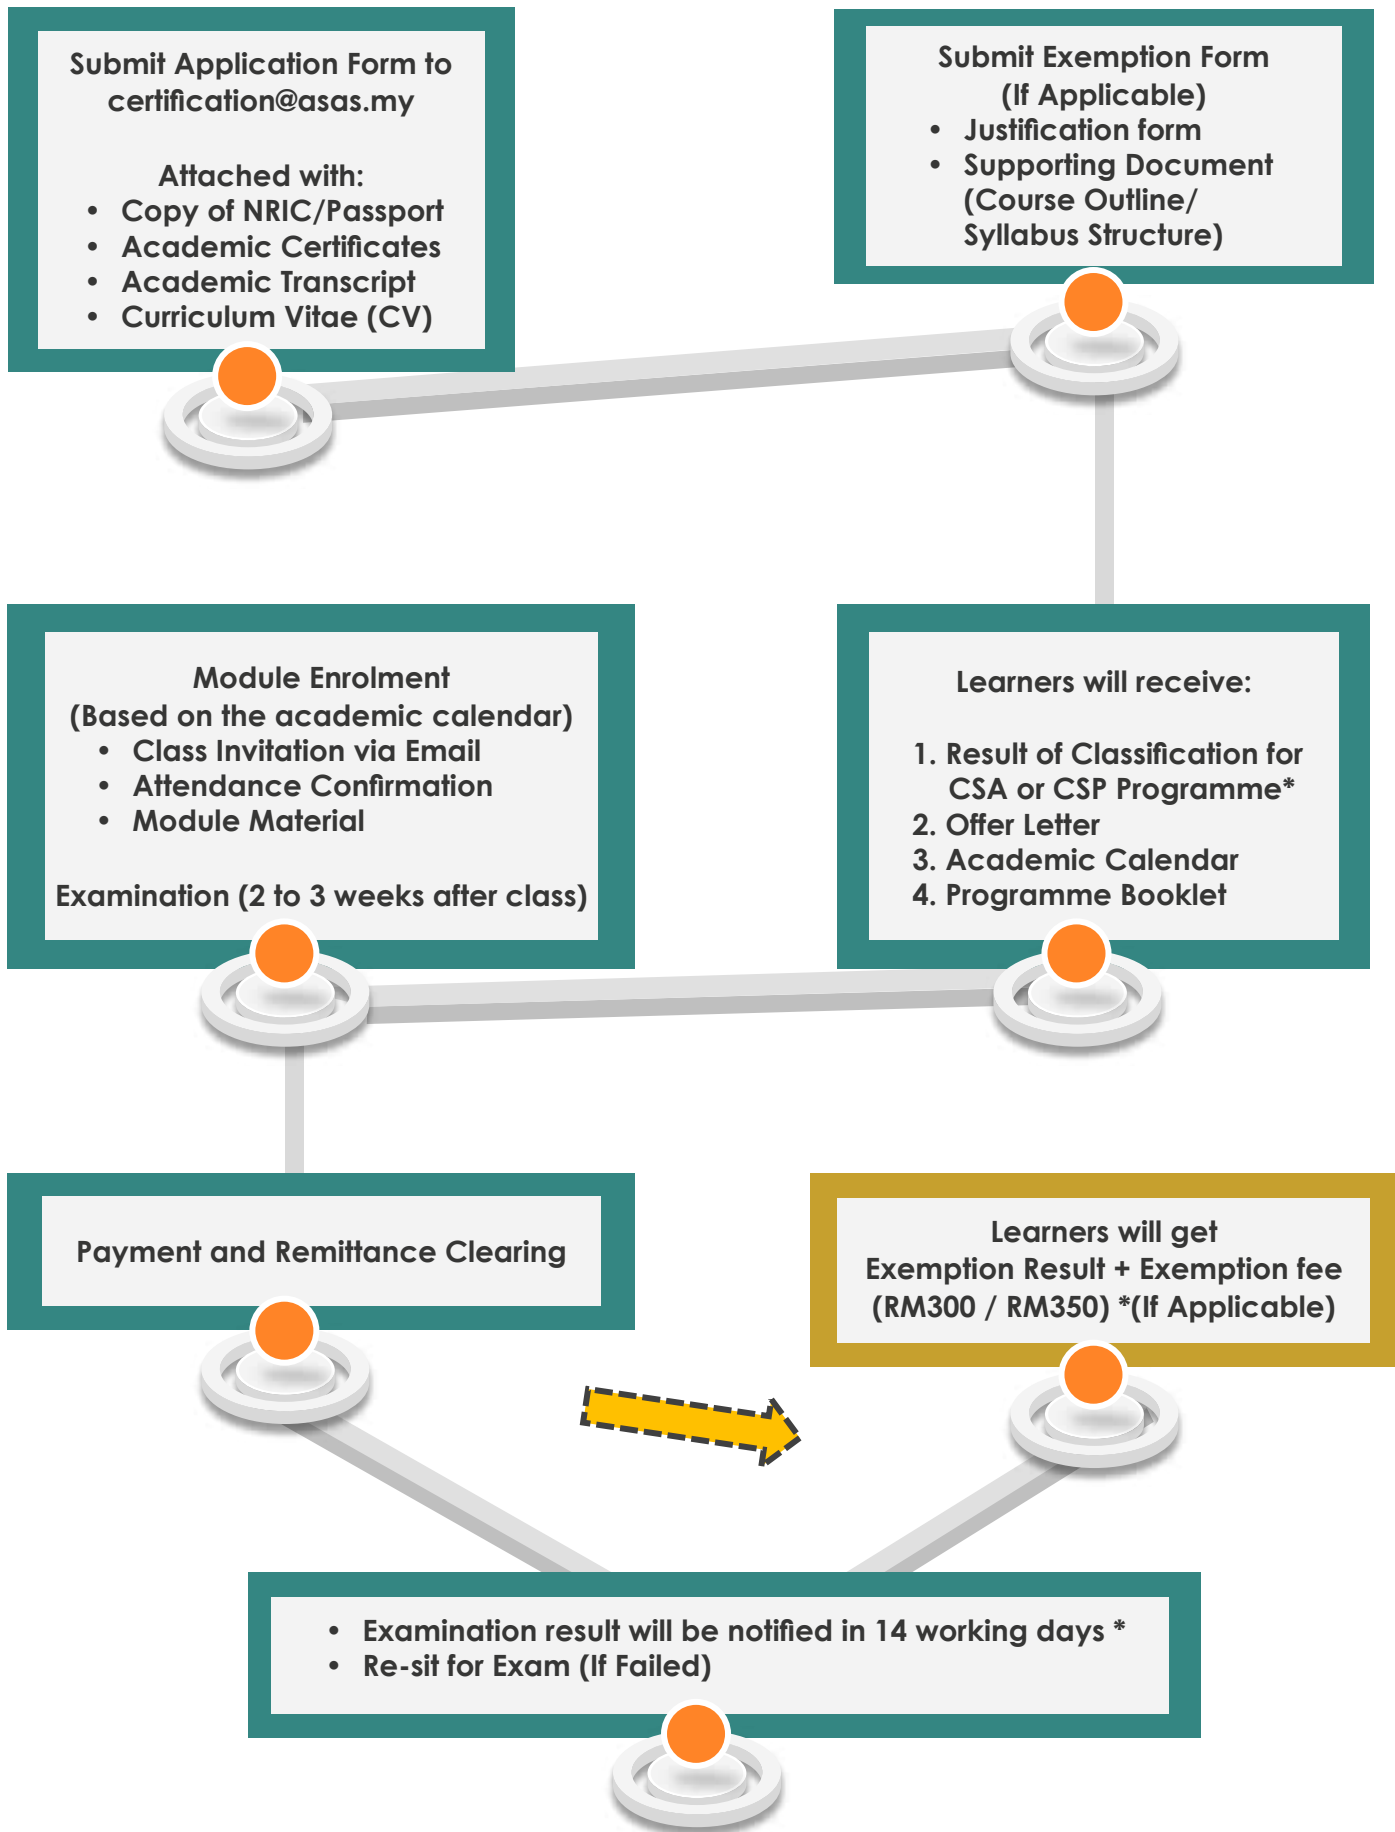 Submit Application Form to
certification@asas.my
Attached with:
• Copy of NRIC/Passport
• Academic Certificates
• Academic Transcript
• Curriculum Vitae (CV)
Submit Exemption Form
(If Applicable)
• Justification form
• Supporting Document
(Course Outline/
Syllabus Structure)
Learners will receive:
1. Result of Classification for
CSA or CSP Programme*
2. Offer Letter
3. Academic Calendar
4. Programme Booklet
Module Enrolment
(Based on the academic calendar)
• Class Invitation via Email
• Attendance Confirmation
• Module Material
Examination (2 to 3 weeks after class)
Payment and Remittance Clearing
Learners will get
Exemption Result + Exemption fee
(RM300 / RM350) *(If Applicable)
• Examination result will be notified in 14 working days *
• Re-sit for Exam (If Failed)